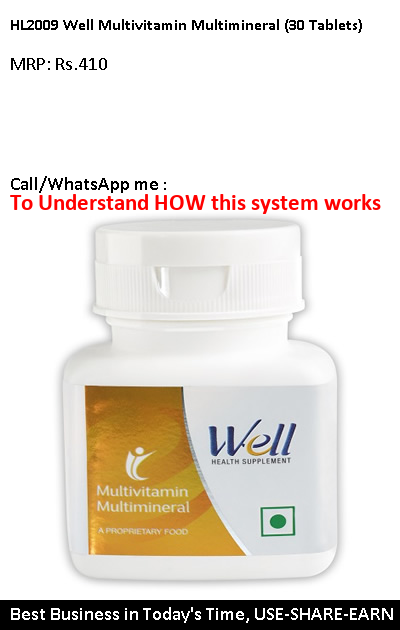 HL2009 Well Multivitamin Multimineral (30 Tablets)
MRP: Rs.410
Call/WhatsApp me :
To Understand HOW this system works
Well
HEALTH SUPPLEMENT
Multivitamin
Multimineral
A PROPRIETARY FOOD
Best Business in Today's Time, USE-SHARE-EARN